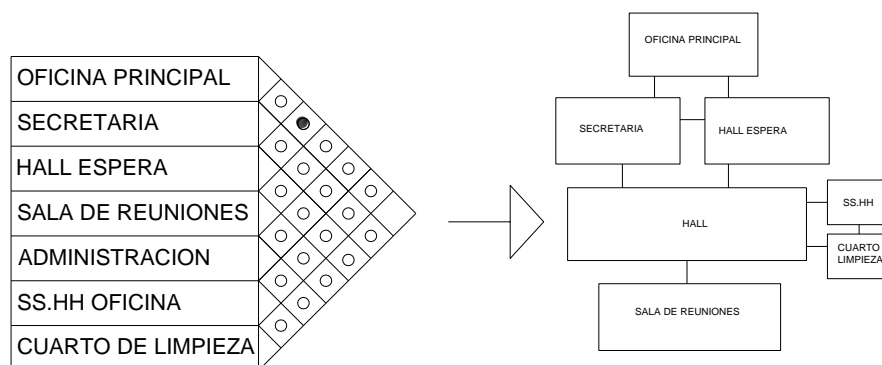 OFICINA PRINCIPAL
SECRETARIA
HALL ESPERA
SALA DE REUNIONES
ADMINISTRACION
SS.HH OFICINA
CUARTO DE LIMPIEZA
OFICINA PRINCIPAL
SECRETARIA
HALL ESPERA
HALL
SS.HH
CUARTO
LIMPIEZA
SALA DE REUNIONES